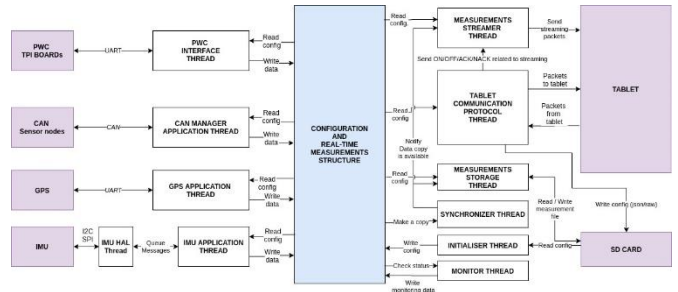 PWC
TPI BOARDs
UART
PWC
INTERFACE
THREAD
Read
config
Write
data
CAN
Sensor nodes
CAN
CAN MANAGER
APPLICATION THREAD
Read
config
Write
data
GPS
UART
GPS APPLICATION
THREAD
Read
config
Write
data
IMU
I2C
SPI
IMU HAL
Thread
Queue
Messages
IMU APPLICATION
THREAD
Read
config
Write
data
CONFIGURATION
AND
REAL-TIME
MEASUREMENTS
STRUCTURE
Read
config
MEASUREMENTS
STREAMER
THREAD
Send
streaming
packets
Send ON/OFF/ACK/NACK related to streaming
Read
config
TABLET
COMMUNICATION
PROTOCOL
THREAD
Packets
to tablet
Packets
from
tablet
TABLET
Notify
Data copy
is available
Read
config
MEASUREMENTS
STORAGE
THREAD
Read / Write
measurement
file
Write config (json/raw)
Make a copy
SYNCHRONIZER THREAD
Write
config
INITIALISER THREAD
Read config
SD CARD
Check status
MONITOR THREAD
Write
monitoring data